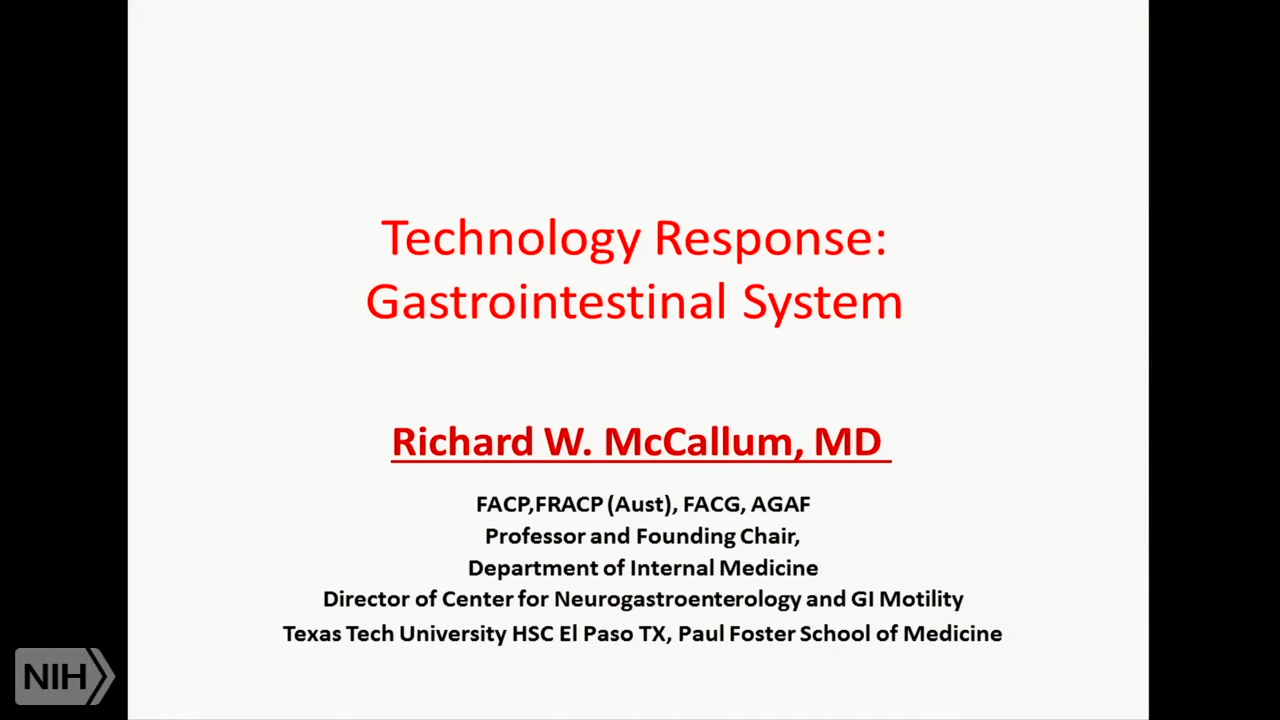 Technology Response:
Gastrointestinal System
Richard W. McCallum, MD
FACP,FRACP (Aust), FACG, AGAF
Professor and Founding Chair,
Department of Internal Medicine
Director of Center for Neurogastroenterology and GI Motility
Texas Tech University HSC El Paso TX, Paul Foster School of Medicine
NIH